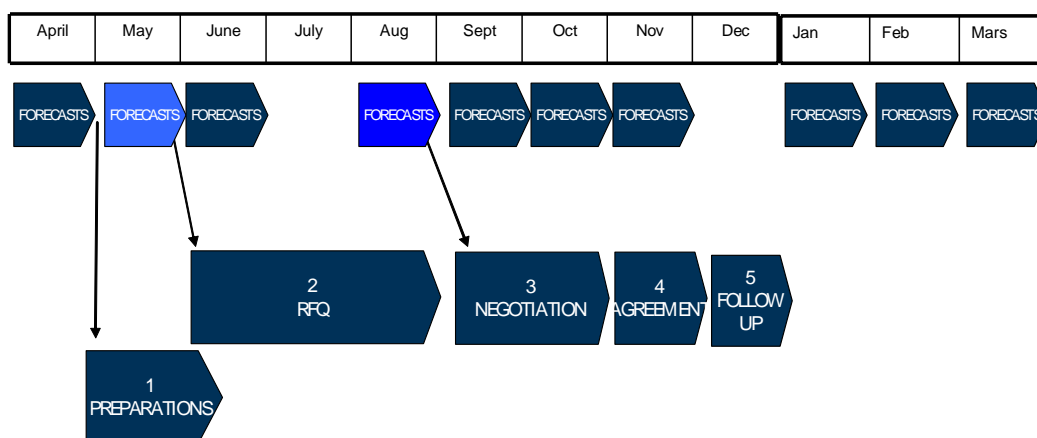 April May June July Aug Sept Oct Nov Dec Jan Feb Mars
FORECASTS FORECASTS FORECASTS FORECASTS FORECASTS FORECASTS FORECASTS FORECASTS FORECASTS FORECASTS
2
RFQ
3
NEGOTIATION
4
AGREEMENT
5
FOLLOW
UP
1
PREPARATIONS